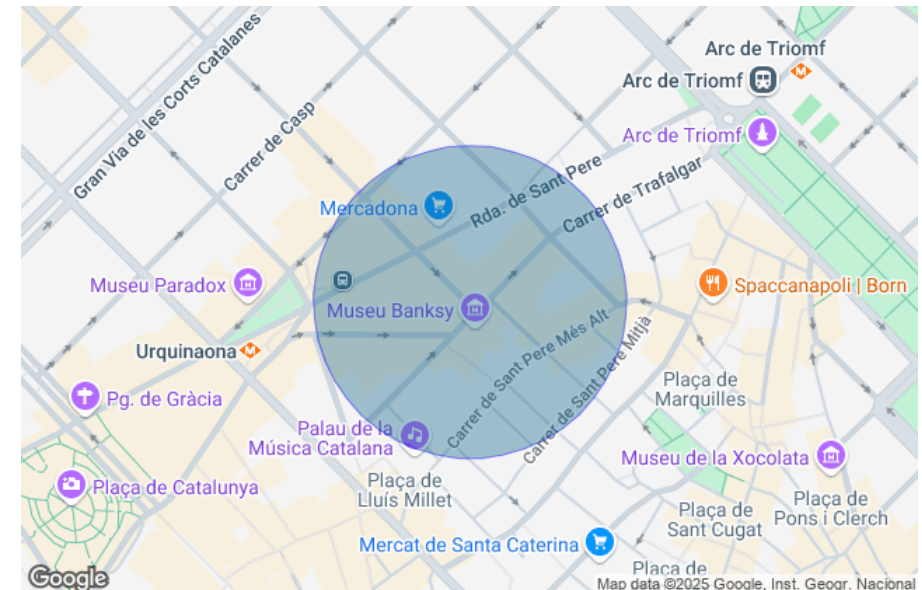 Arc de Triomf
Arc de Triomf
Arc de Triomf
Gran Via de les Corts Catalanes
Carrer de Casp
Rda. de Sant Pere
Carrer de Trafalgar
Mercadona
Museu Paradox
Spaccanapoli | Born
Museu Banksy
Urquinaona
Carrer de Sant Pere Més Alt
Carrer de Sant Pere Mitjà
Plaça de
Marquilles
Pg. de Gràcia
Palau de la
Música Catalana
Museu de la Xocolata
Plaça de Catalunya
Plaça de
Lluís Millet
Plaça de
Sant Cugat
Plaça de
Pons i Clerch
Mercat de Santa Caterina
Plaça de
Google
Map data ©2025 Google, Inst. Geogr. Nacional